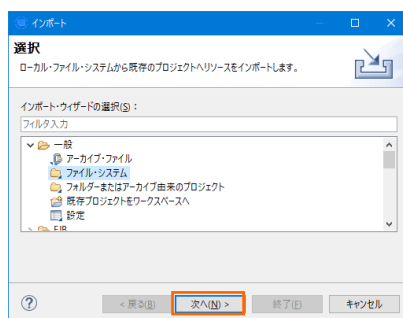 インポート
選択
ローカル・ファイル・システムから既存のプロジェクトへリソースをインポートします。
インポート・ウィザードの選択(S)：
フィルタ入力
一般
アーカイブ・ファイル
ファイル・システム
フォルダーまたはアーカイブ由来のプロジェクト
既存プロジェクトをワークスペースへ
設定
EJB
< 戻る(B)
次へ(N) >
終了(F)
キャンセル